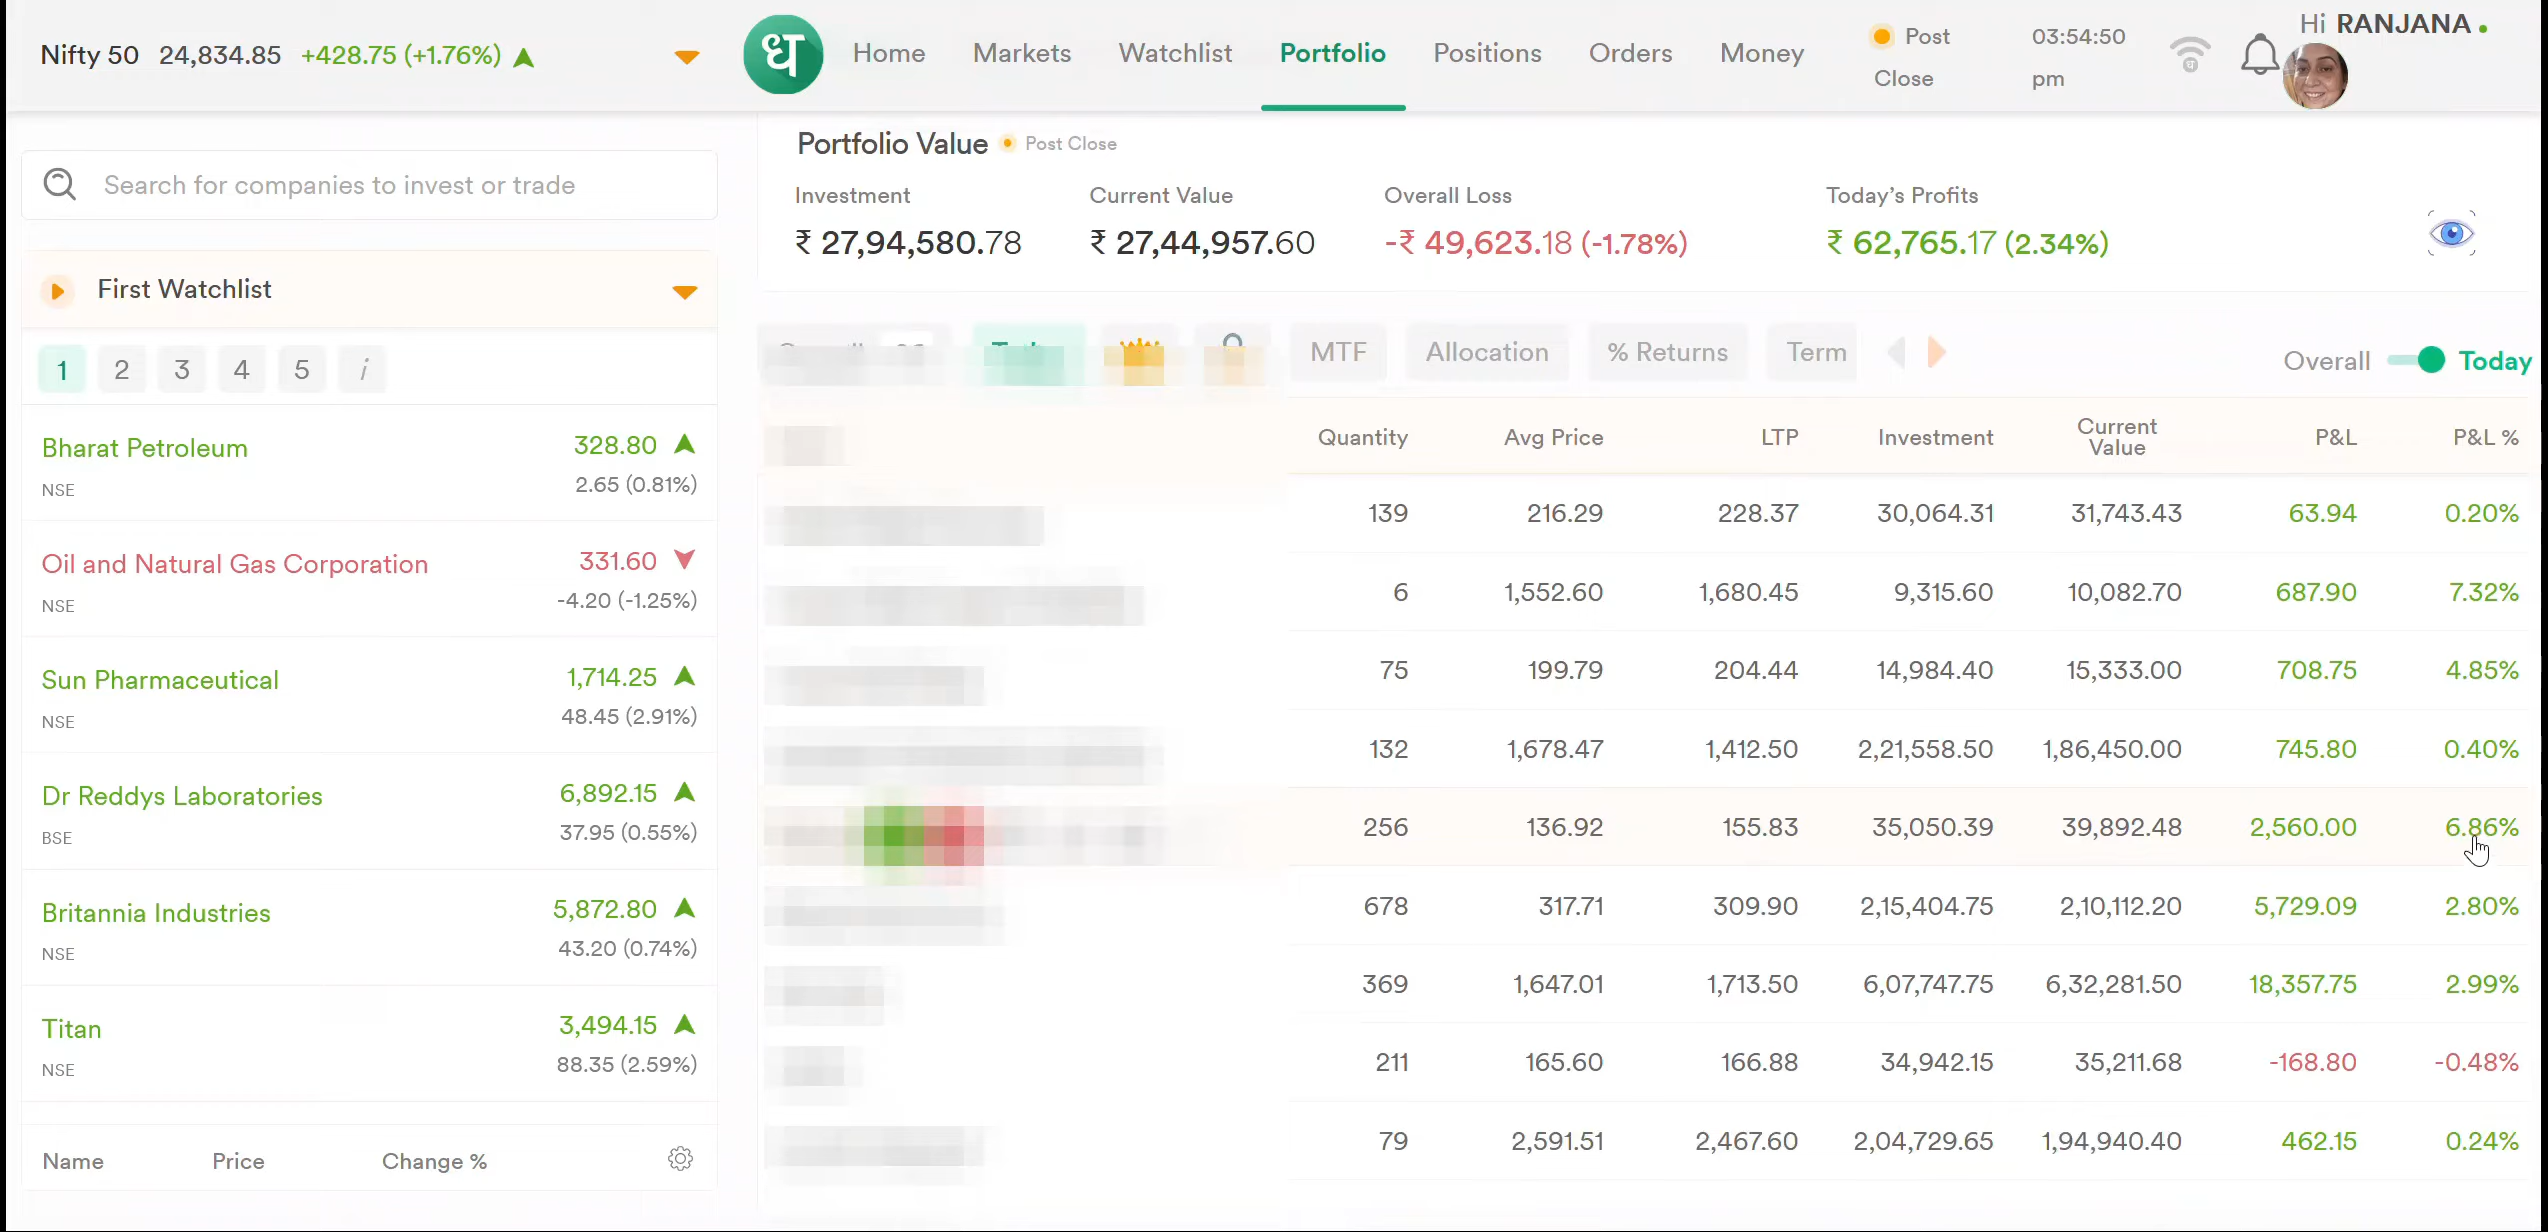 Nifty 50 24,834.85 +428.75 (+1.76%)
ध
Home Markets Watchlist Portfolio Positions Orders Money
Post Close
03:54:50 pm
Hi RANJANA
Search for companies to invest or trade
First Watchlist
1 2 3 4 5 i
Bharat Petroleum 328.80
NSE 2.65 (0.81%)
Oil and Natural Gas Corporation 331.60
NSE -4.20 (-1.25%)
Sun Pharmaceutical 1,714.25
NSE 48.45 (2.91%)
Dr Reddys Laboratories 6,892.15
BSE 37.95 (0.55%)
Britannia Industries 5,872.80
NSE 43.20 (0.74%)
Titan 3,494.15
NSE 88.35 (2.59%)
Name Price Change %
Portfolio Value Post Close
Investment Current Value Overall Loss Today's Profits
₹ 27,94,580.78 ₹ 27,44,957.60 -₹ 49,623.18 (-1.78%) ₹ 62,765.17 (2.34%)
MTF Allocation % Returns Term
Overall Today
Quantity Avg Price LTP Investment Current Value P&L P&L %
139 216.29 228.37 30,064.31 31,743.43 63.94 0.20%
6 1,552.60 1,680.45 9,315.60 10,082.70 687.90 7.32%
75 199.79 204.44 14,984.40 15,333.00 708.75 4.85%
132 1,678.47 1,412.50 2,21,558.50 1,86,450.00 745.80 0.40%
256 136.92 155.83 35,050.39 39,892.48 2,560.00 6.86%
678 317.71 309.90 2,15,404.75 2,10,112.20 5,729.09 2.80%
369 1,647.01 1,713.50 6,07,747.75 6,32,281.50 18,357.75 2.99%
211 165.60 166.88 34,942.15 35,211.68 -168.80 -0.48%
79 2,591.51 2,467.60 2,04,729.65 1,94,940.40 462.15 0.24%